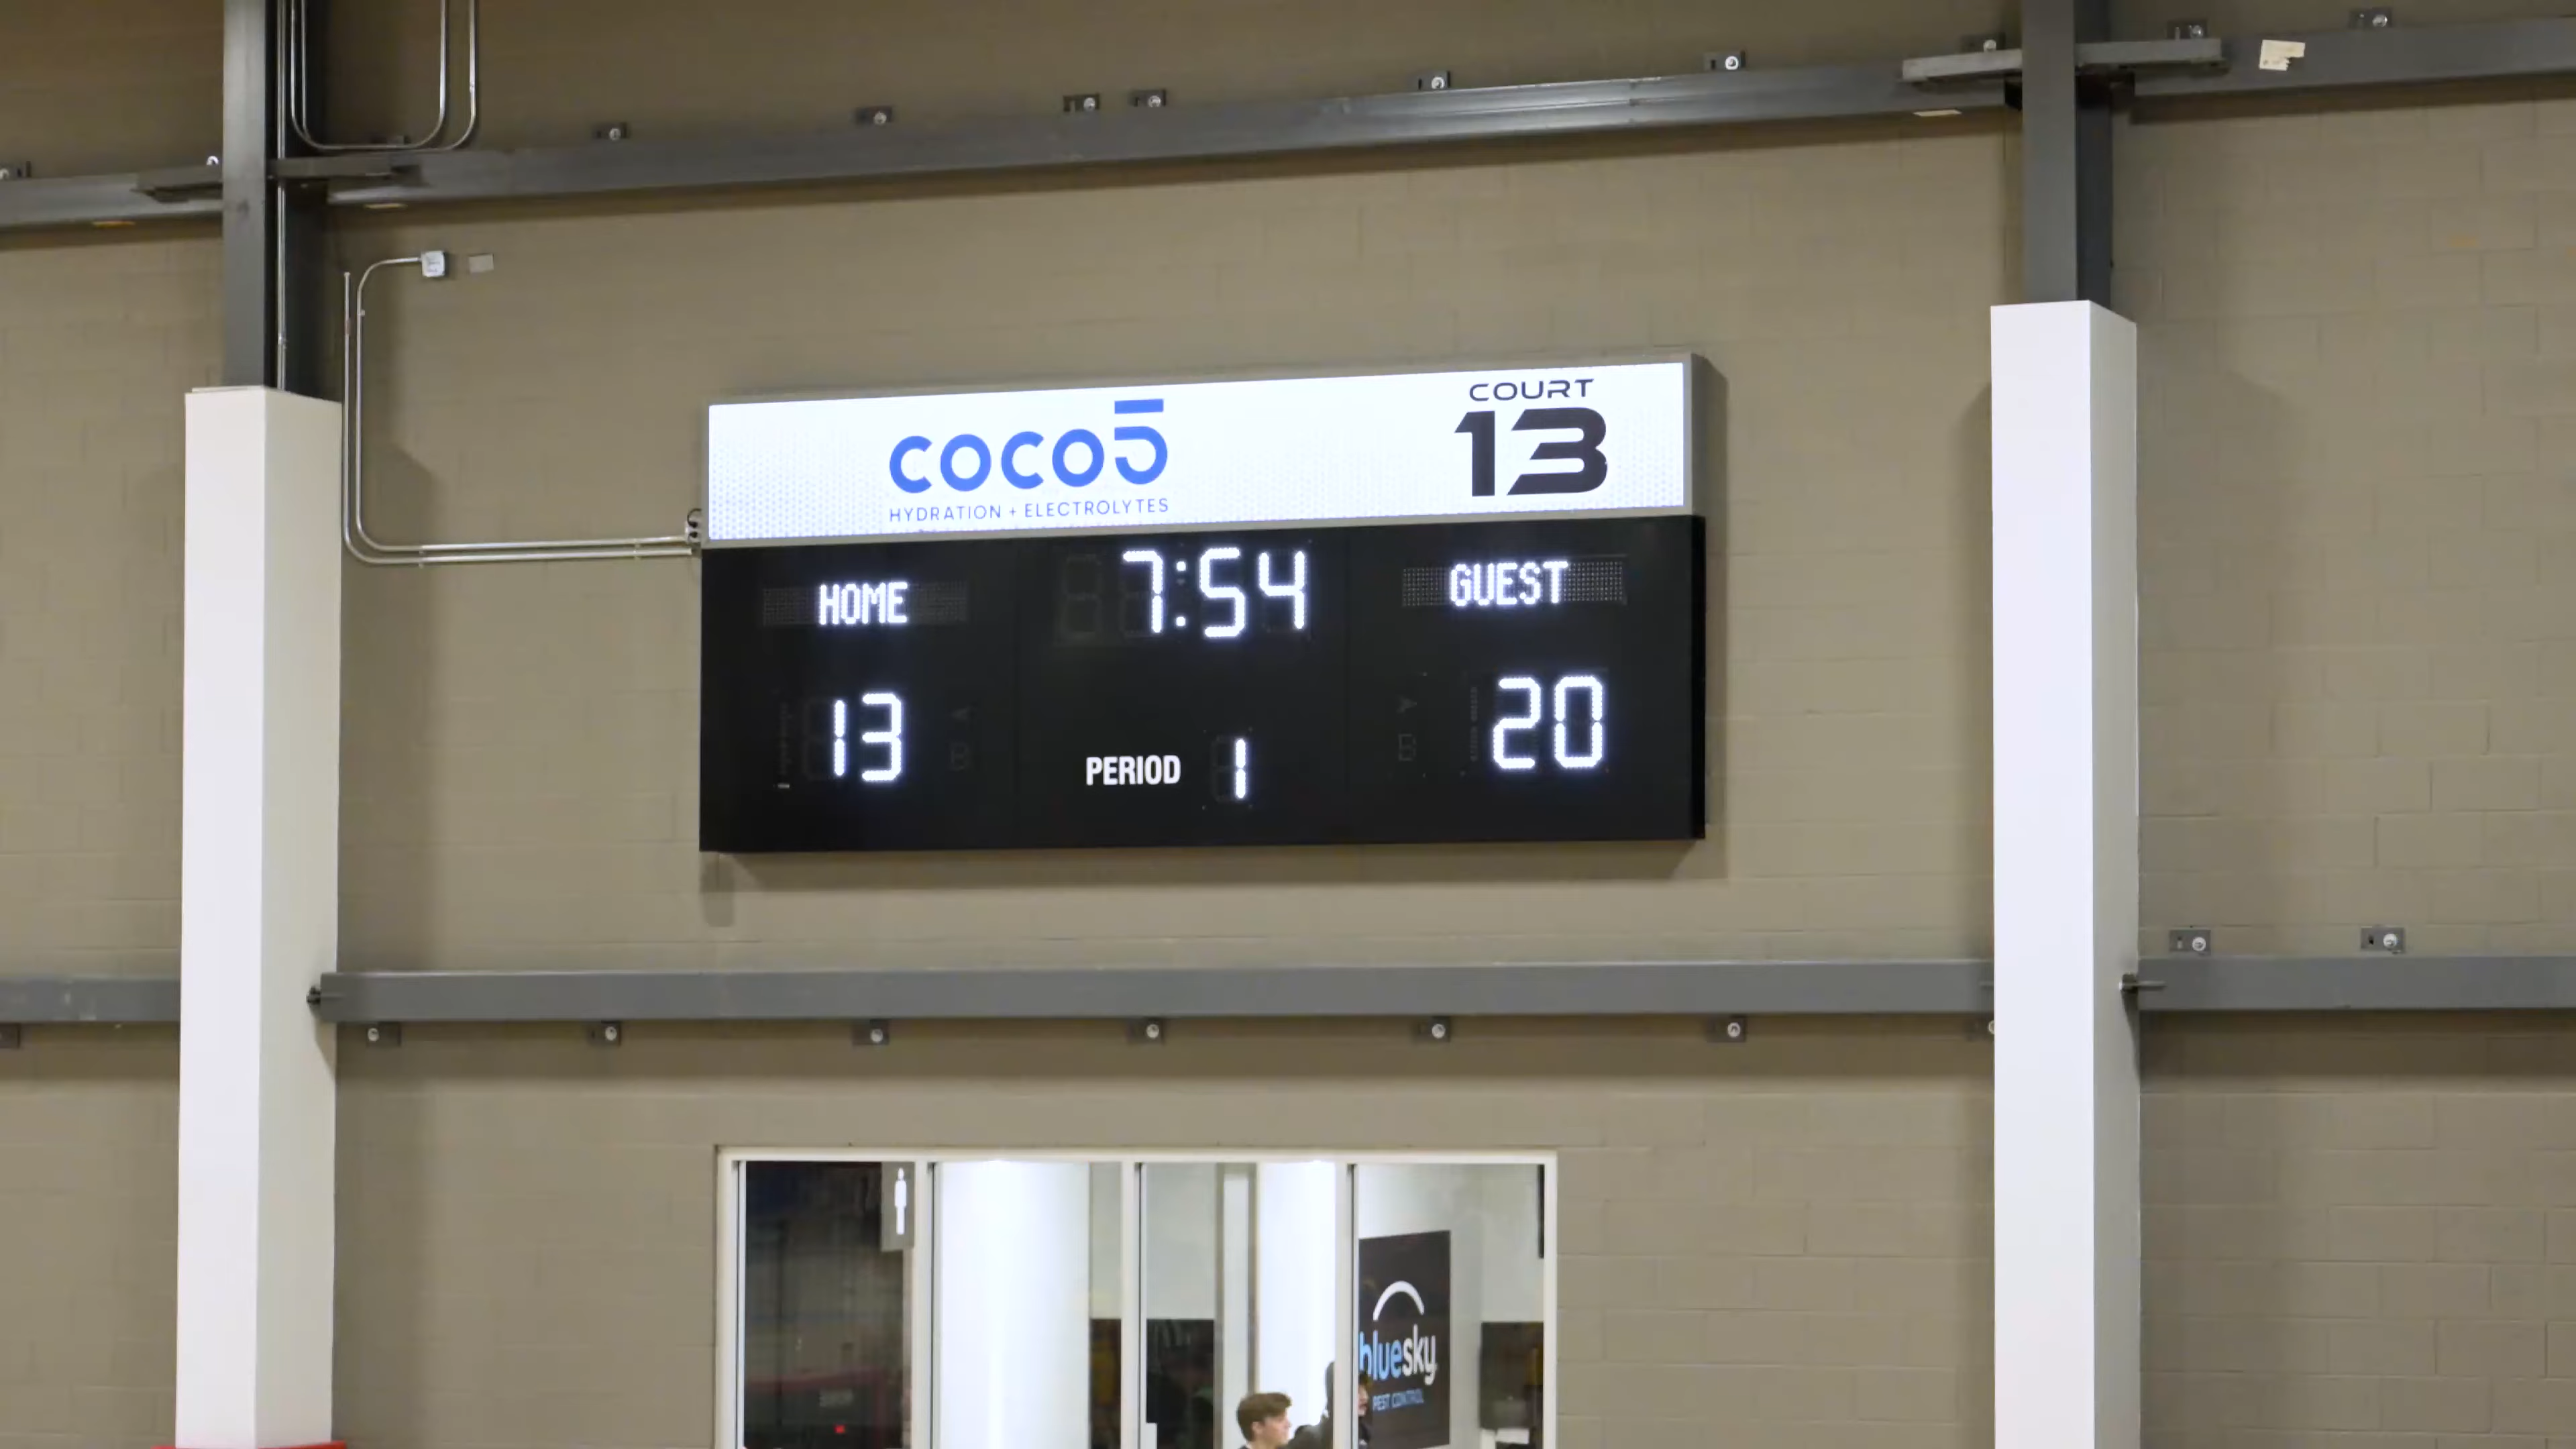 COURT
coco5
13
HYDRATION + ELECTROLYTES
HOME
7:54
GUEST
13
20
PERIOD 1
bluesky
PEST CONTROL